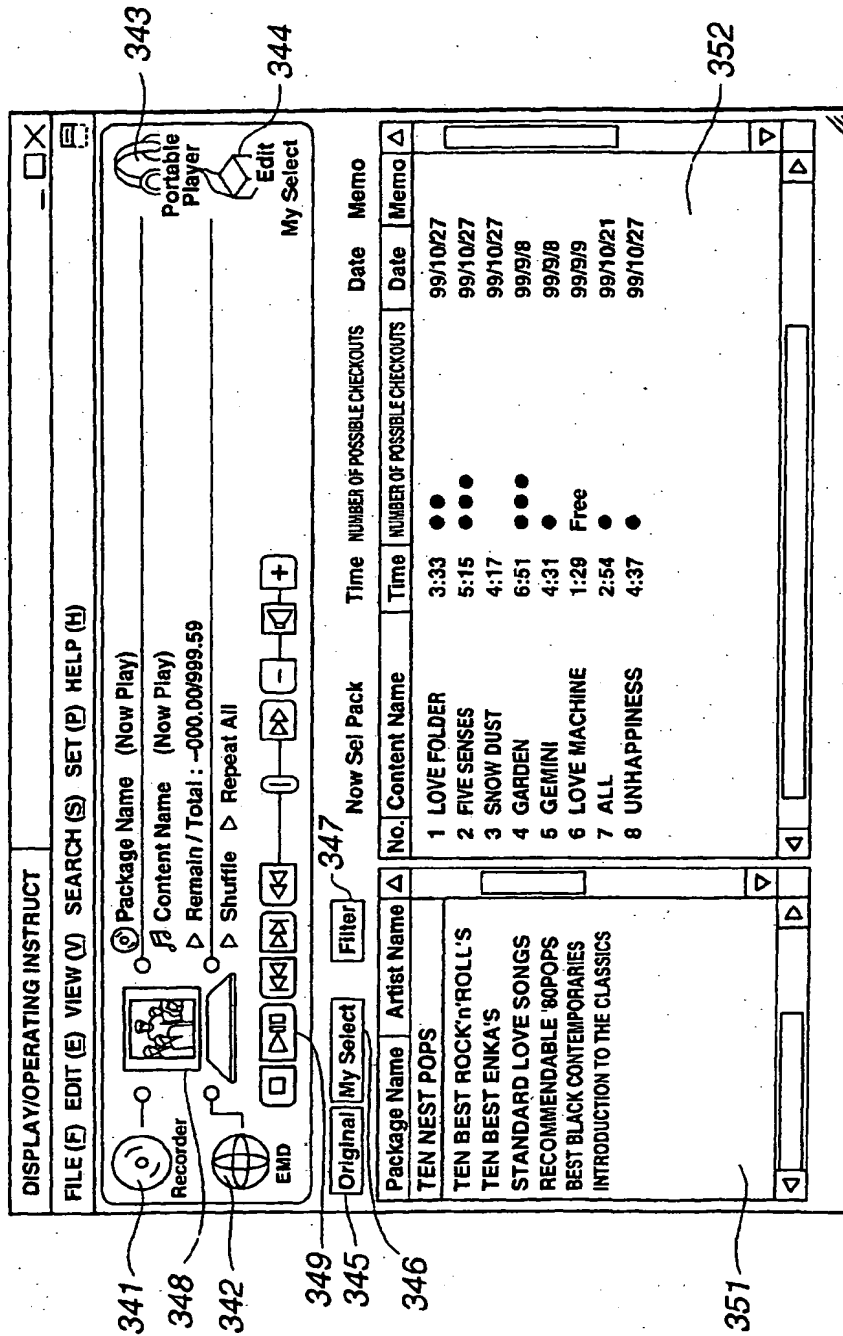 DISPLAY/OPERATING INSTRUCT
FILE (F) EDIT (E) VIEW (V) SEARCH (S) SET (P) HELP (H)
341
Recorder
348
342
EMD
349
Package Name (Now Play)
Content Name (Now Play)
Remain / Total : -000.00/999.59
Shuffle Repeat All
343
Portable
Player
344
Edit
My Select
345
Original
346
My Select
347
Filter
Now Sel Pack Time NUMBER OF POSSIBLE CHECKOUTS Date Memo
Package Name Artist Name
TEN NEST POPS
TEN BEST ROCK'n'ROLL'S
TEN BEST ENKA'S
STANDARD LOVE SONGS
RECOMMENDABLE '80POPS
BEST BLACK CONTEMPORARIES
INTRODUCTION TO THE CLASSICS
351
No. Content Name Time NUMBER OF POSSIBLE CHECKOUTS Date Memo
1 LOVE FOLDER 3:33 ●● 99/10/27
2 FIVE SENSES 5:15 ●●● 99/10/27
3 SNOW DUST 4:17 99/10/27
4 GARDEN 6:51 ●●● 99/9/8
5 GEMINI 4:31 ● 99/9/8
6 LOVE MACHINE 1:29 Free 99/9/9
7 ALL 2:54 ● 99/10/21
8 UNHAPPINESS 4:37 ● 99/10/27
352